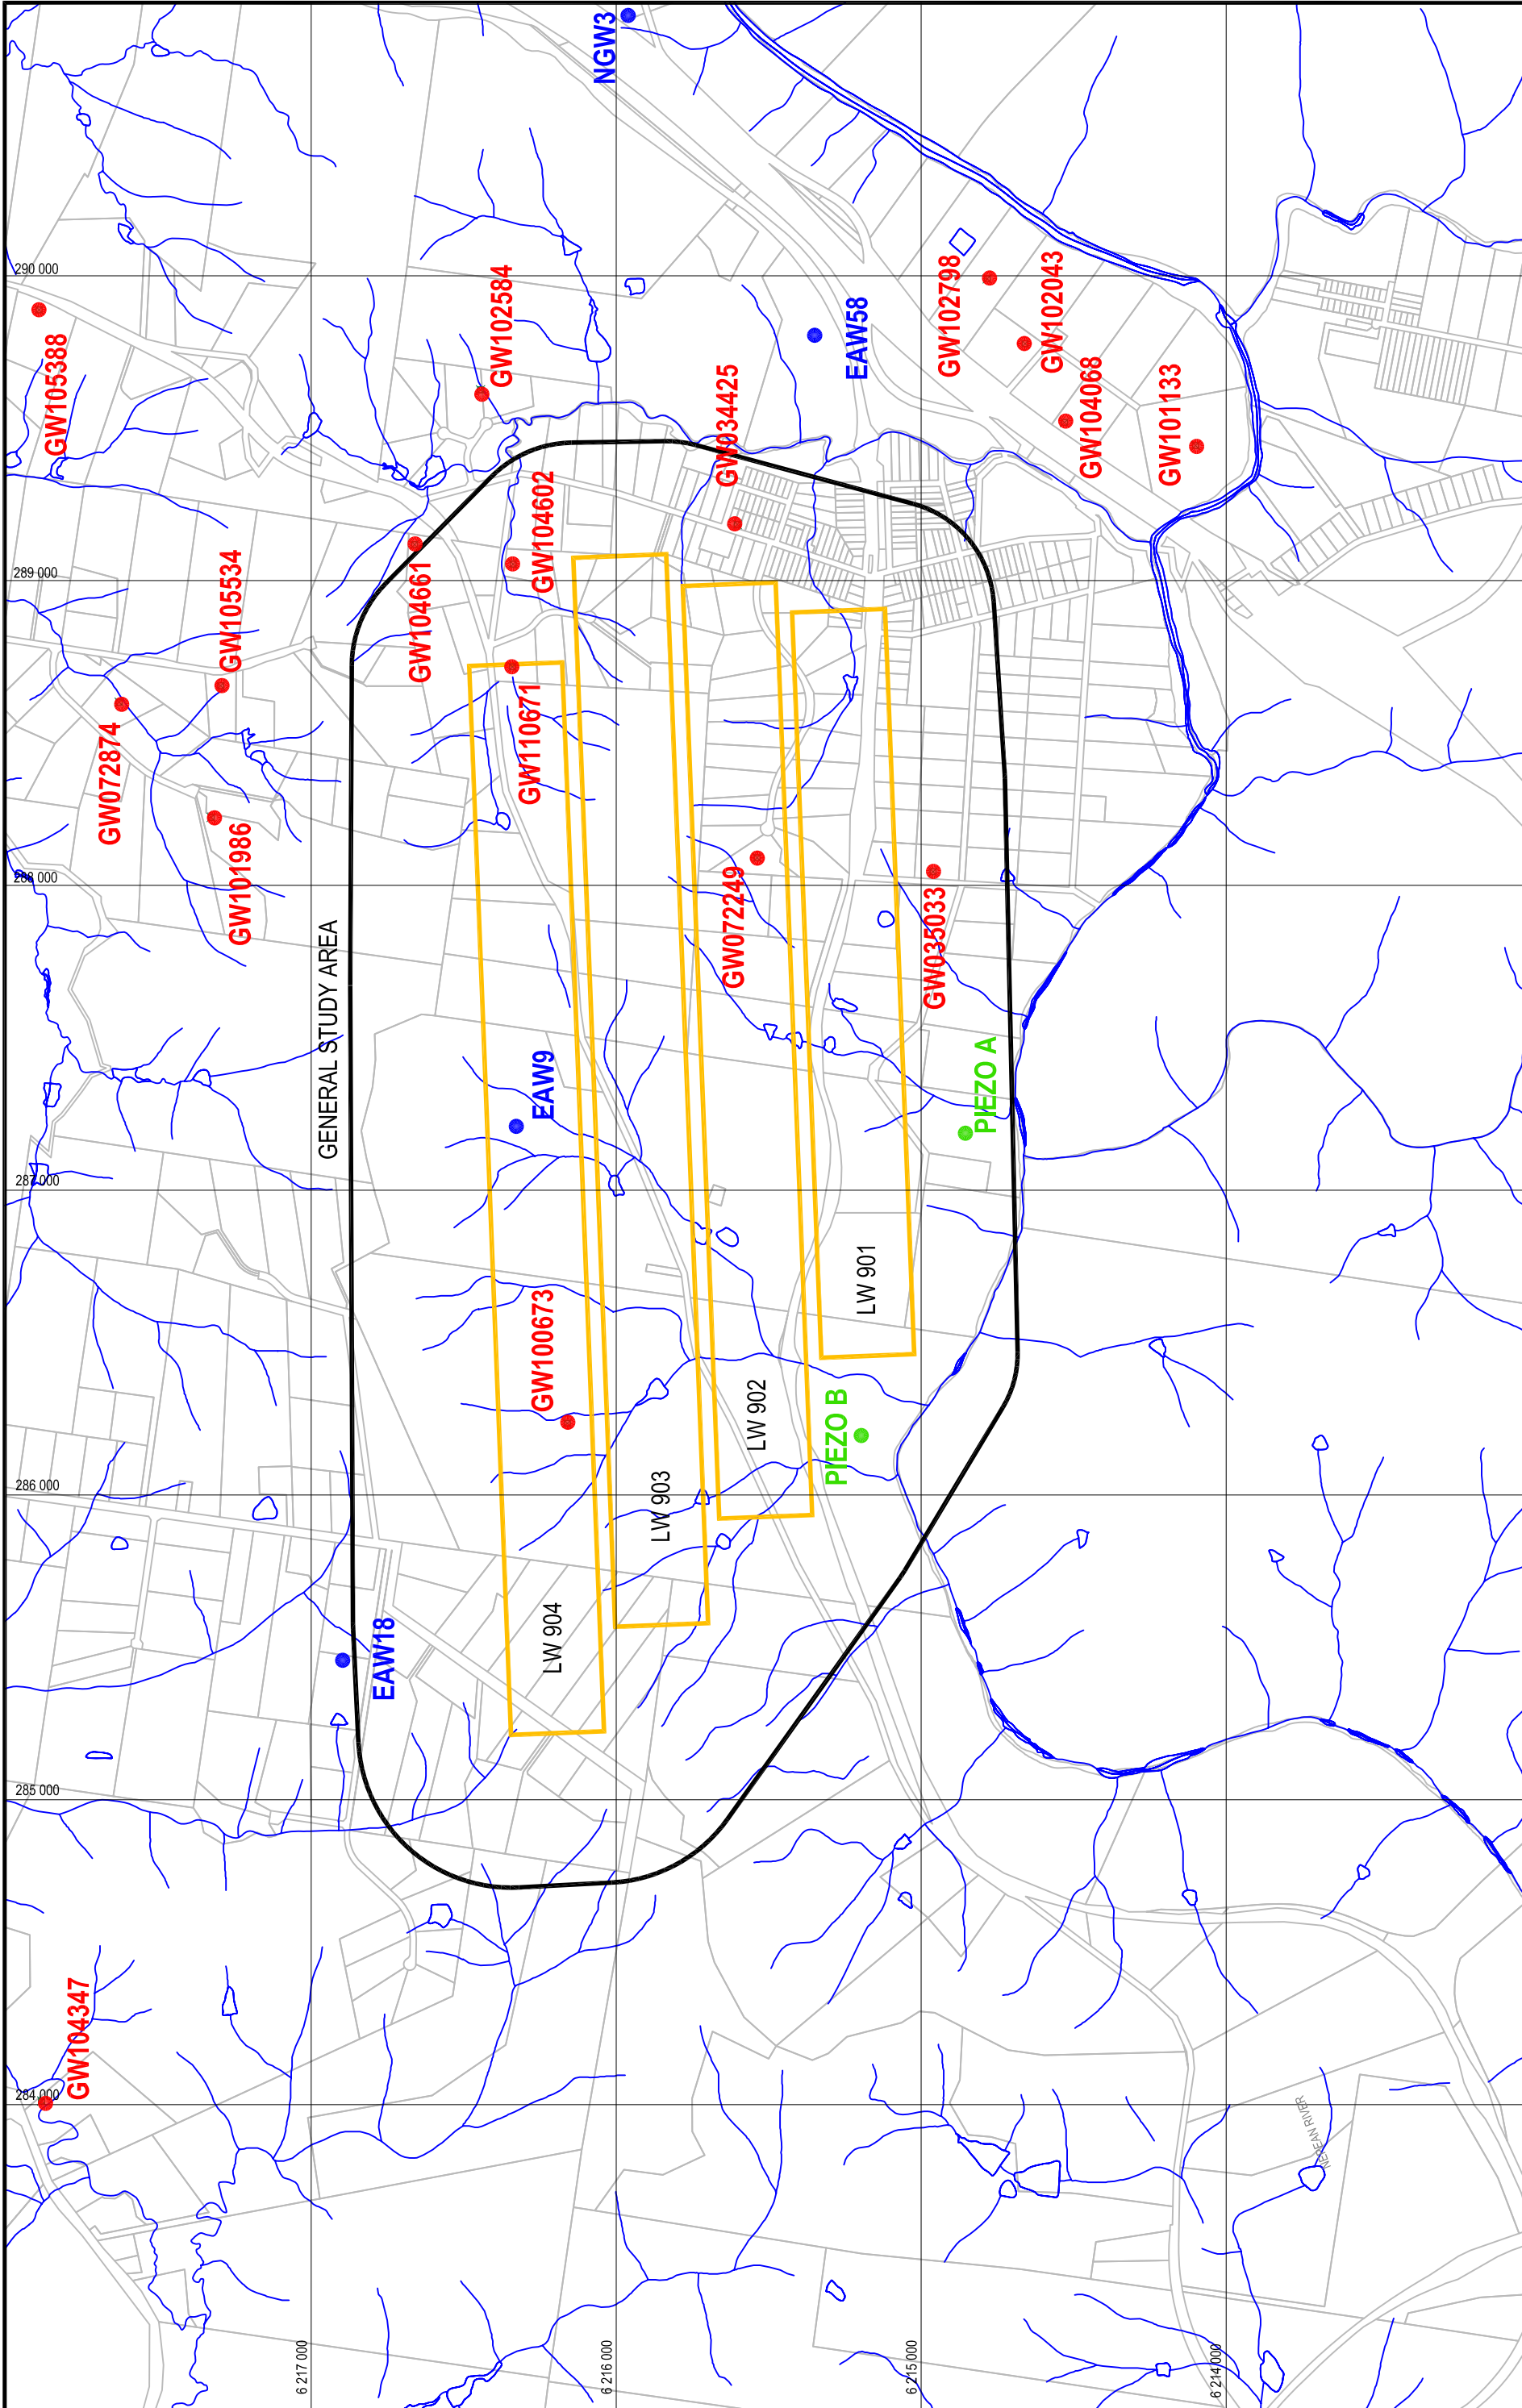 NGW3
290 000
GW105388
GW102584
GW102798
GW102043
EAW58
GW034425
GW104068
GW101133
GW104602
289 000
GW105534
GW104661
GW072874
GW110671
GW101986
288 000
GW072249
GW035033
GENERAL STUDY AREA
EAW9
PIEZO A
287 000
LW 901
GW100673
LW 902
PIEZO B
286 000
LW 903
LW 904
EAW18
285 000
GW104347
284 000
NEPEAN RIVER
6 217 000
6 216 000
6 215 000
6 214 000